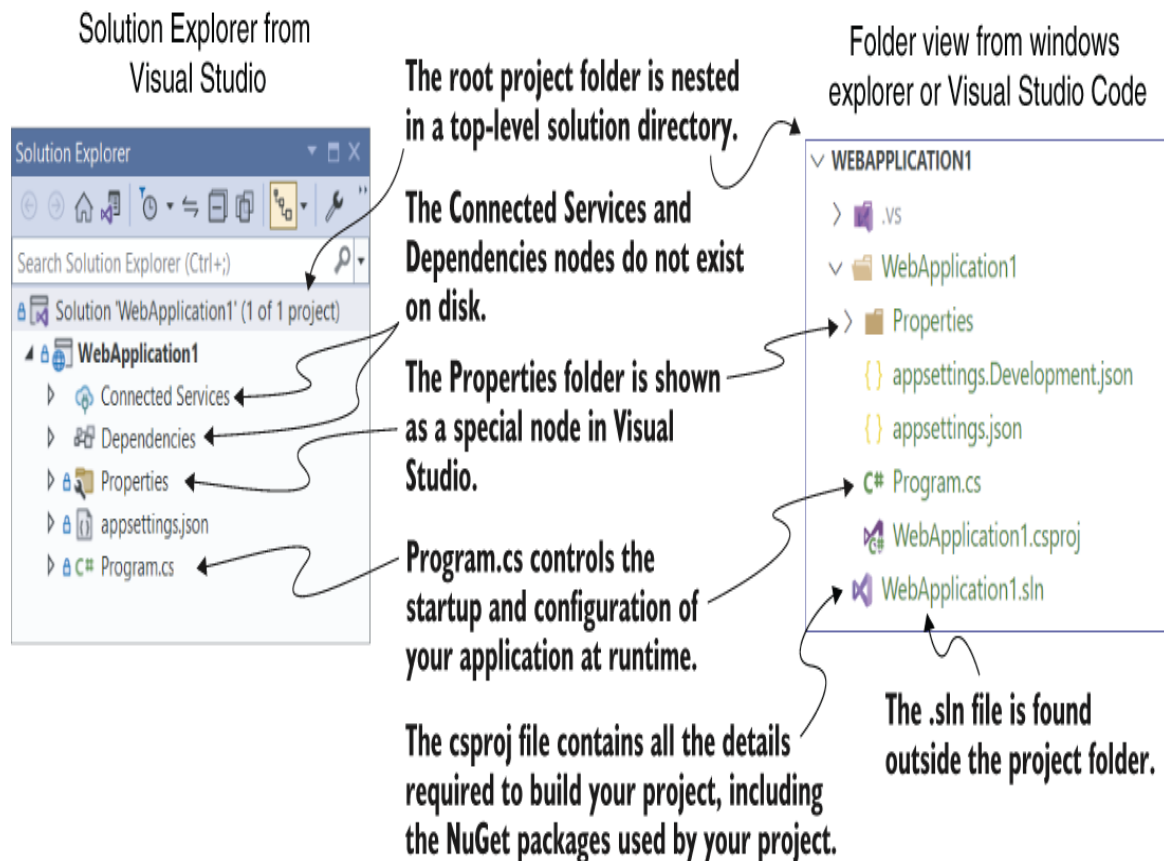 Solution Explorer from
Visual Studio
Solution Explorer
Search Solution Explorer (Ctrl+;)
Solution 'WebApplication1' (1 of 1 project)
WebApplication1
Connected Services
Dependencies
Properties
appsettings.json
C# Program.cs
The root project folder is nested
in a top-level solution directory.
The Connected Services and
Dependencies nodes do not exist
on disk.
The Properties folder is shown
as a special node in Visual
Studio.
Program.cs controls the
startup and configuration of
your application at runtime.
The csproj file contains all the details
required to build your project, including
the NuGet packages used by your project.
Folder view from windows
explorer or Visual Studio Code
WEBAPPLICATION1
.vs
WebApplication1
Properties
{} appsettings.Development.json
{} appsettings.json
C# Program.cs
WebApplication1.csproj
WebApplication1.sln
The .sln file is found
outside the project folder.